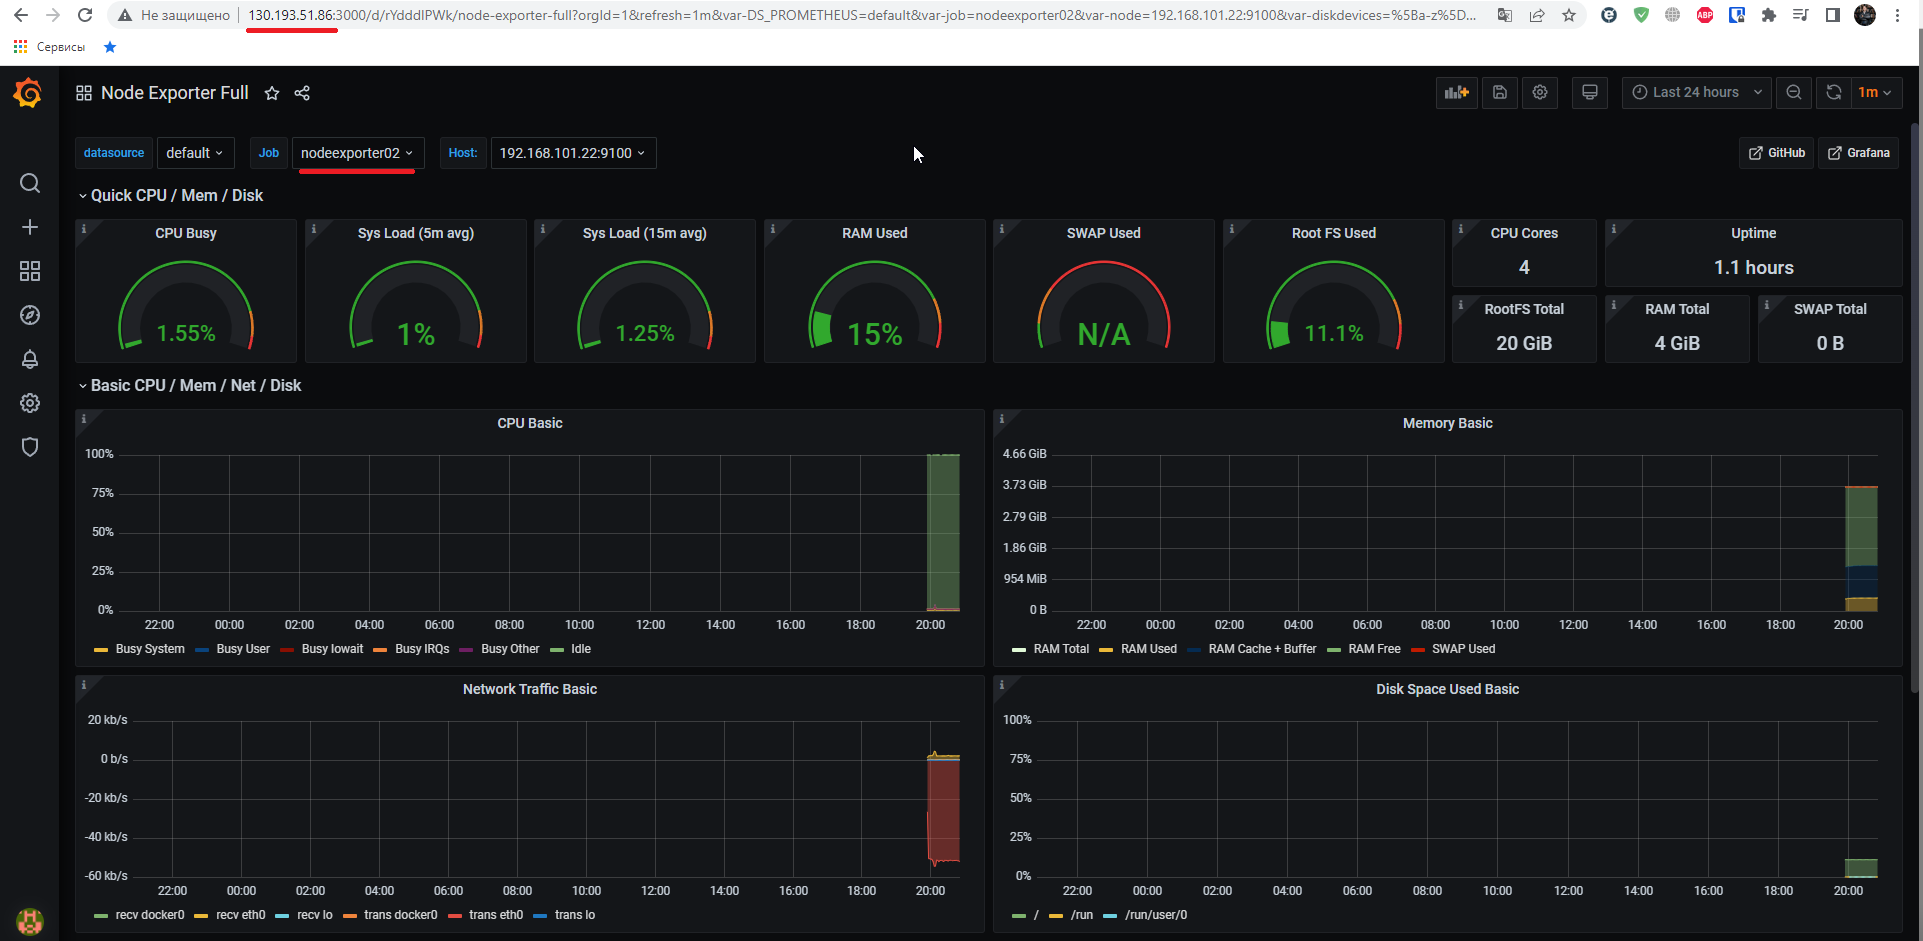 Не защищено 130.193.51.86:3000/d/rYdddlPWk/node-exporter-full?orgId=1&refresh=1m&var-DS_PROMETHEUS=default&var-job=nodeexporter02&var-node=192.168.101.22:9100&var-diskdevices=%5Ba-z%5D...
Сервисы
Node Exporter Full
Last 24 hours
1m
datasource default Job nodeexporter02 Host: 192.168.101.22:9100
GitHub Grafana
Quick CPU / Mem / Disk
CPU Busy
1.55%
Sys Load (5m avg)
1%
Sys Load (15m avg)
1.25%
RAM Used
15%
SWAP Used
N/A
Root FS Used
11.1%
CPU Cores
4
Uptime
1.1 hours
RootFS Total
20 GiB
RAM Total
4 GiB
SWAP Total
0 B
Basic CPU / Mem / Net / Disk
CPU Basic
100%
75%
50%
25%
0%
22:00 00:00 02:00 04:00 06:00 08:00 10:00 12:00 14:00 16:00 18:00 20:00
Busy System Busy User Busy Iowait Busy IRQs Busy Other Idle
Memory Basic
4.66 GiB
3.73 GiB
2.79 GiB
1.86 GiB
954 MiB
0 B
22:00 00:00 02:00 04:00 06:00 08:00 10:00 12:00 14:00 16:00 18:00 20:00
RAM Total RAM Used RAM Cache + Buffer RAM Free SWAP Used
Network Traffic Basic
20 kb/s
0 b/s
-20 kb/s
-40 kb/s
-60 kb/s
22:00 00:00 02:00 04:00 06:00 08:00 10:00 12:00 14:00 16:00 18:00 20:00
recv docker0 recv eth0 recv lo trans docker0 trans eth0 trans lo
Disk Space Used Basic
100%
75%
50%
25%
0%
22:00 00:00 02:00 04:00 06:00 08:00 10:00 12:00 14:00 16:00 18:00 20:00
/ /run /run/user/0